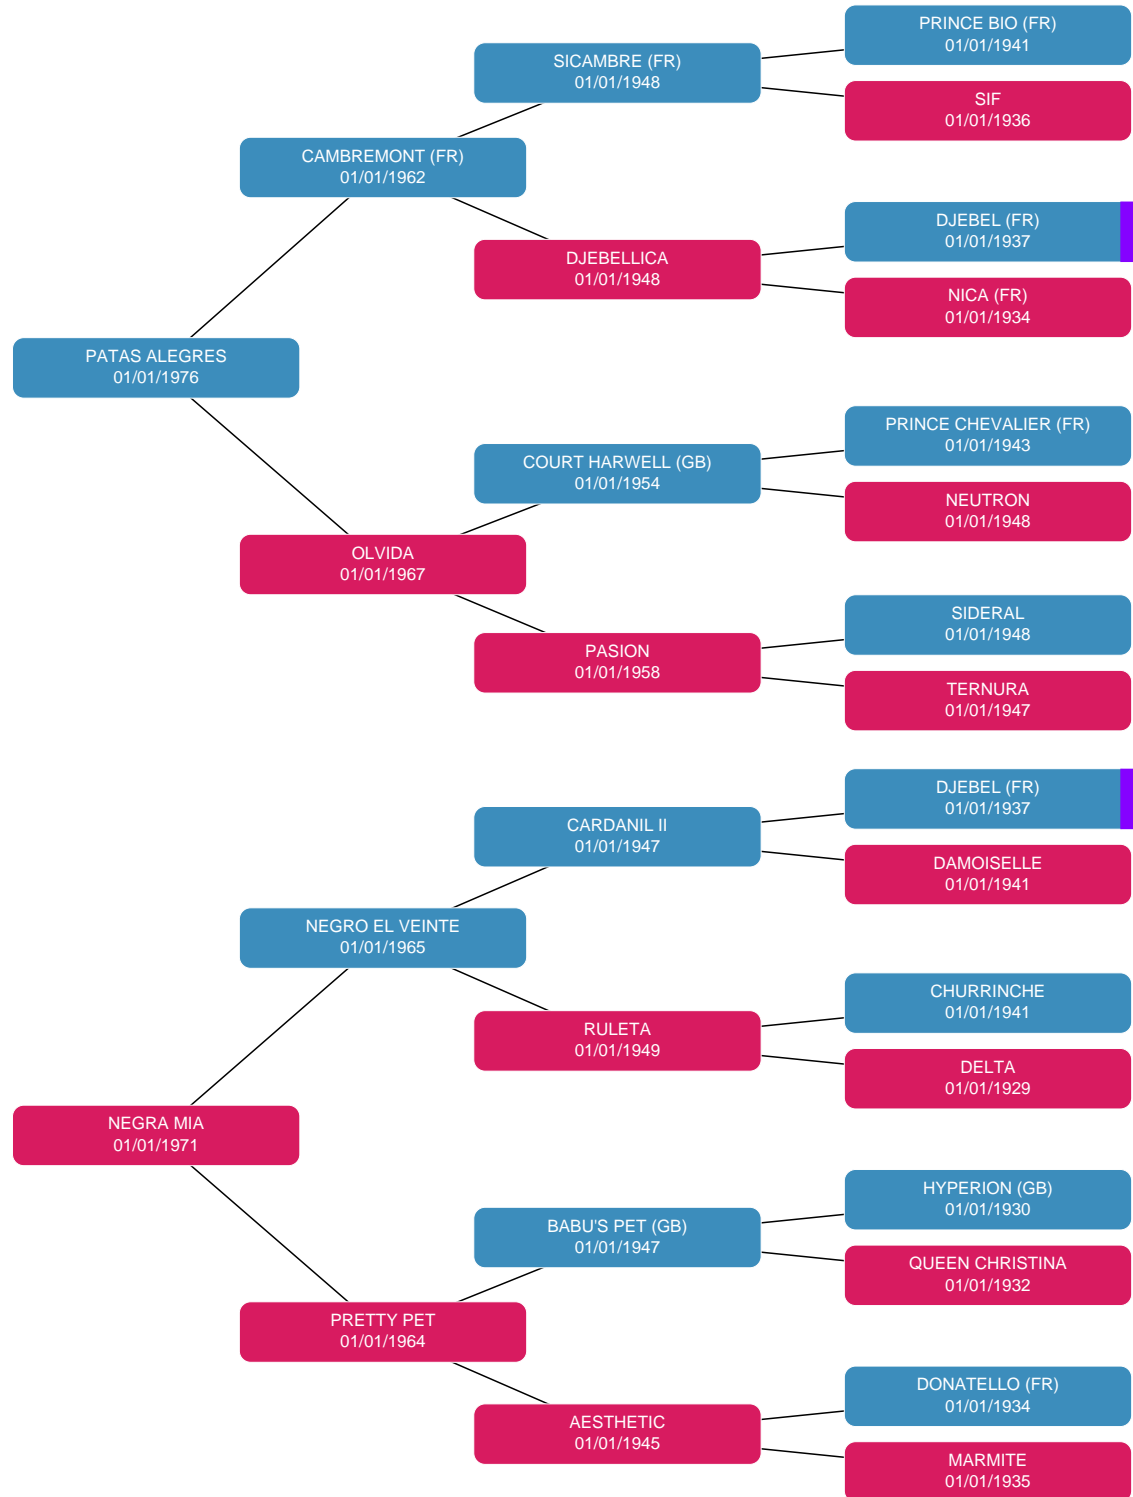 PRINCE BIO (FR)
01/01/1941
SICAMBRE (FR)
01/01/1948
SIF
01/01/1936
CAMBREMONT (FR)
01/01/1962
DJEBEL (FR)
01/01/1937
DJEBELLICA
01/01/1948
NICA (FR)
01/01/1934
PATAS ALEGRES
01/01/1976
PRINCE CHEVALIER (FR)
01/01/1943
COURT HARWELL (GB)
01/01/1954
NEUTRON
01/01/1948
OLVIDA
01/01/1967
SIDERAL
01/01/1948
PASION
01/01/1958
TERNURA
01/01/1947
DJEBEL (FR)
01/01/1937
CARDANIL II
01/01/1947
DAMOISELLE
01/01/1941
NEGRO EL VEINTE
01/01/1965
CHURRINCHE
01/01/1941
RULETA
01/01/1949
DELTA
01/01/1929
NEGRA MIA
01/01/1971
HYPERION (GB)
01/01/1930
BABU'S PET (GB)
01/01/1947
QUEEN CHRISTINA
01/01/1932
PRETTY PET
01/01/1964
DONATELLO (FR)
01/01/1934
AESTHETIC
01/01/1945
MARMITE
01/01/1935